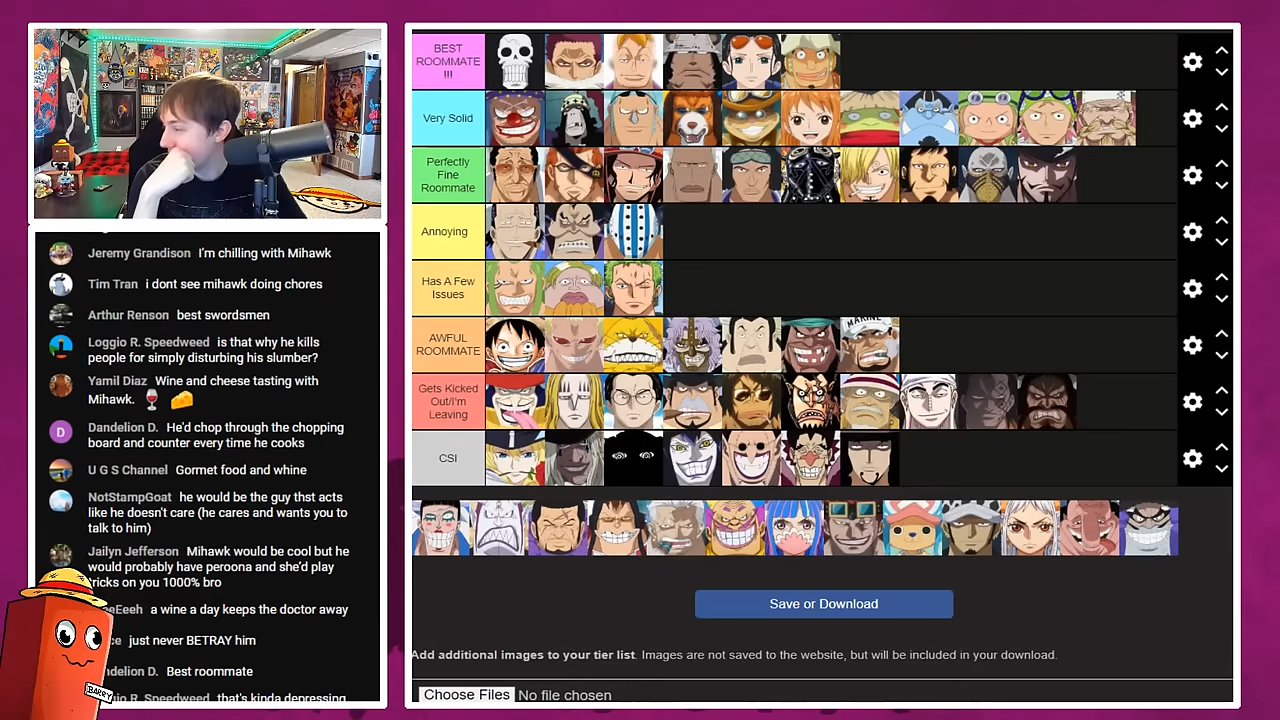 Jeremy Grandison I'm chilling with Mihawk
Tim Tran i dont see mihawk doing chores
Arthur Renson best swordsmen
Loggio R. Speedweed is that why he kills
people for simply disturbing his slumber?
Yamil Diaz Wine and cheese tasting with
Mihawk. 🍷 🧀
D
Dandelion D. He'd chop through the chopping
board and counter every time he cooks
U G S Channel Gormet food and whine
NotStampGoat he would be the guy thst acts
like he doesn't care (he cares and wants you to
talk to him)
Jailyn Jefferson Mihawk would be cool but he
would probably have peroona and she'd play
tricks on you 1000% bro
a wine a day keeps the doctor away
just never BETRAY him
Best roommate
R. Speedweed that's kinda depressing
BARRY
BEST
ROOMMATE
!!!
Very Solid
Perfectly
Fine
Roommate
Annoying
Has A Few
Issues
AWFUL
ROOMMATE
MARINE
Gets Kicked
Out/I'm
Leaving
CSI
Save or Download
Add additional images to your tier list. Images are not saved to the website, but will be included in your download.
Choose Files No file chosen